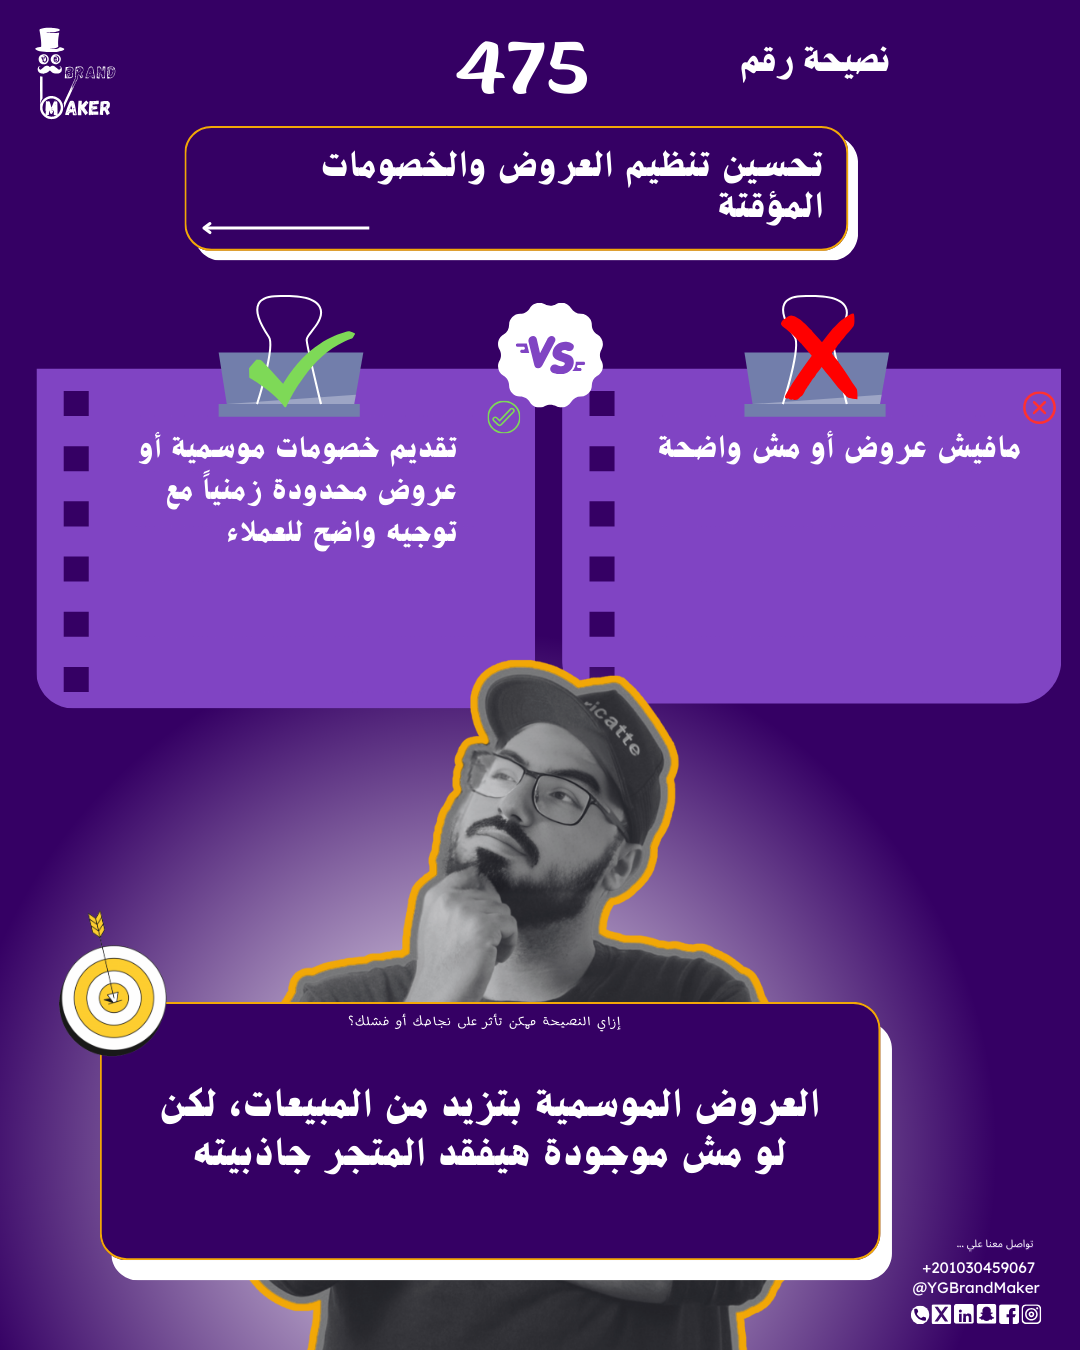 BRAND
MAKER
نصيحة رقم
475
تحسين تنظيم العروض والخصومات
المؤقتة
VS
مافيش عروض أو مش واضحة
تقديم خصومات موسمية أو
عروض محدودة زمنياً مع
توجيه واضح للعملاء
icatte
إزاي النصيحة ممكن تأثر على نجاحك أو فشلك؟
العروض الموسمية بتزيد من المبيعات، لكن
لو مش موجودة هيفقد المتجر جاذبيته
تواصل معنا علي ...
+201030459067
@YGBrandMaker